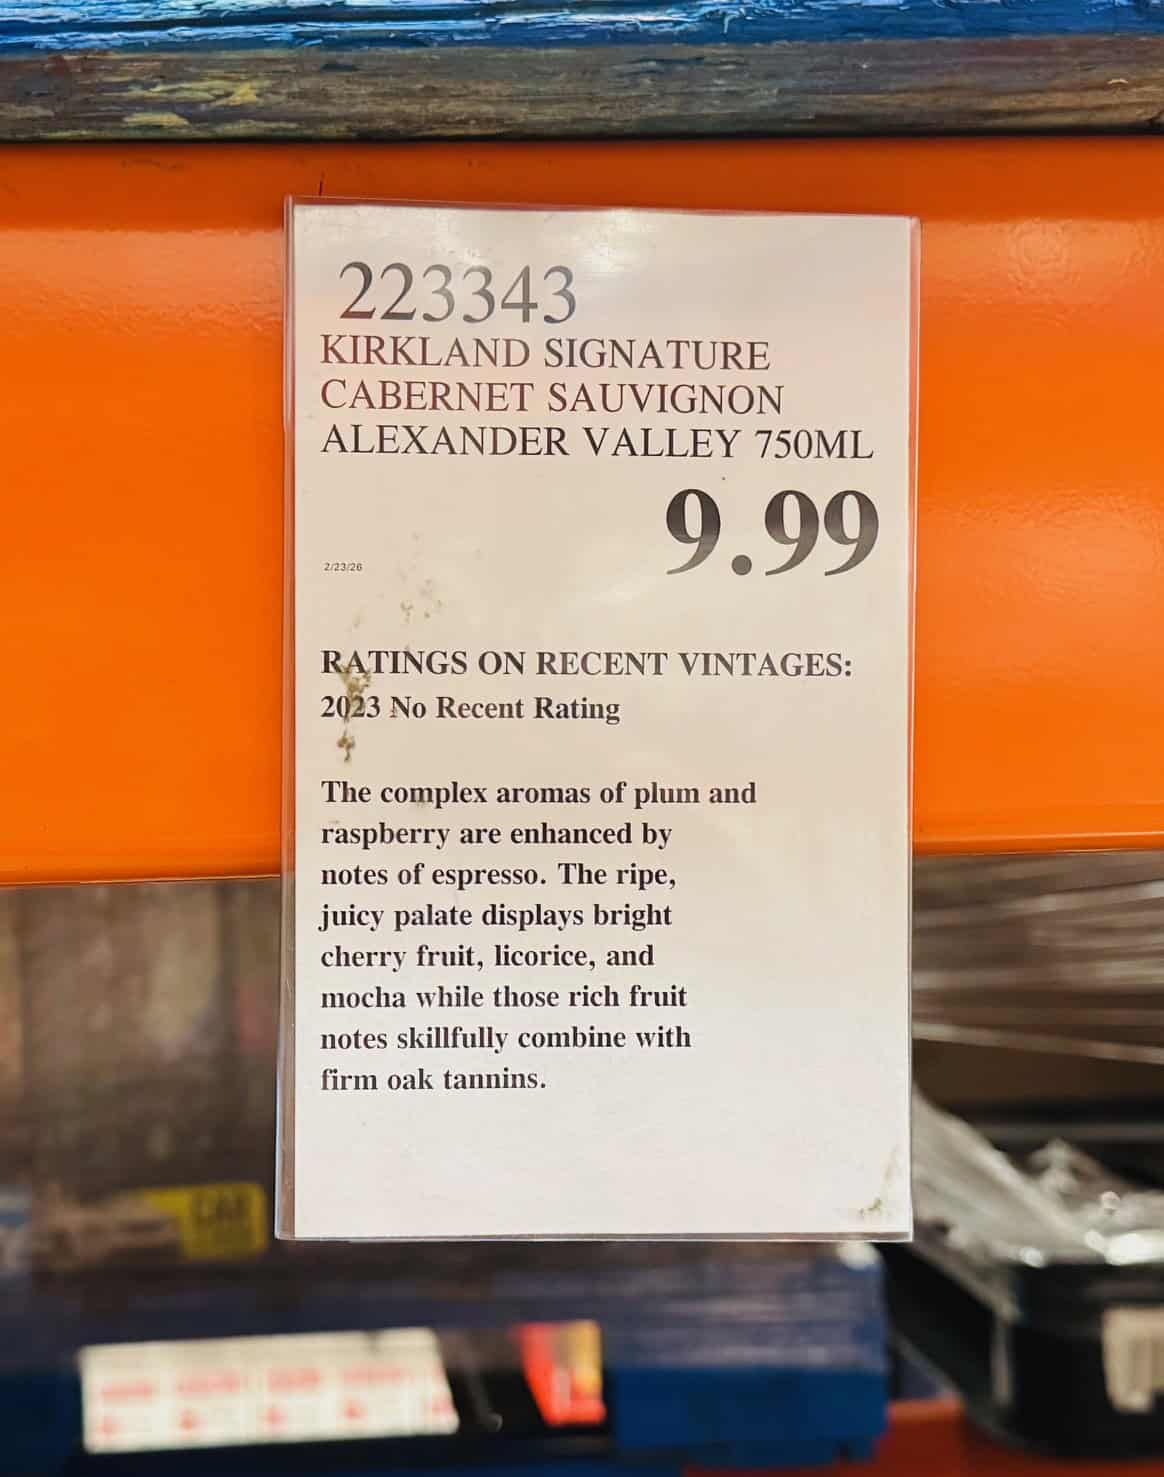 223343
KIRKLAND SIGNATURE
CABERNET SAUVIGNON
ALEXANDER VALLEY 750ML
9.99
2/23/26
RATINGS ON RECENT VINTAGES:
2023 No Recent Rating
The complex aromas of plum and
raspberry are enhanced by
notes of espresso. The ripe,
juicy palate displays bright
cherry fruit, licorice, and
mocha while those rich fruit
notes skillfully combine with
firm oak tannins.